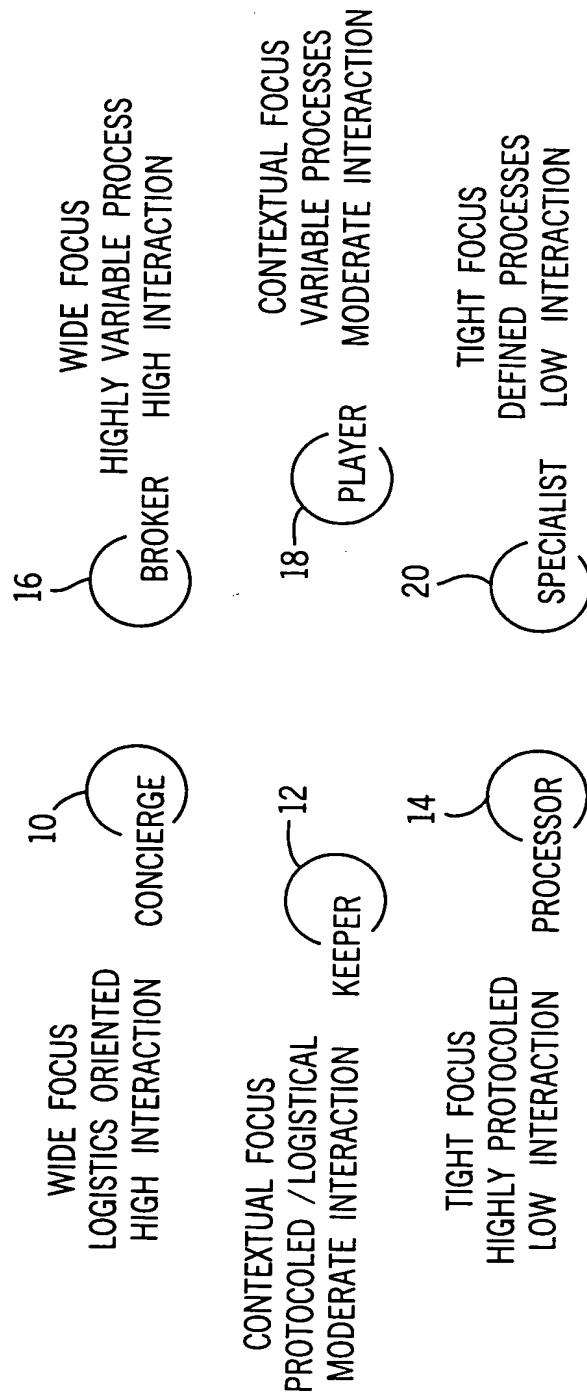 WIDE FOCUS
LOGISTICS ORIENTED
HIGH INTERACTION
10
CONCIERGE
16
BROKER
WIDE FOCUS
HIGHLY VARIABLE PROCESS
HIGH INTERACTION
CONTEXTUAL FOCUS
PROTOCOLED / LOGISTICAL
MODERATE INTERACTION
12
KEEPER
18
PLAYER
CONTEXTUAL FOCUS
VARIABLE PROCESSES
MODERATE INTERACTION
TIGHT FOCUS
HIGHLY PROTOCOLED
LOW INTERACTION
14
PROCESSOR
20
SPECIALIST
TIGHT FOCUS
DEFINED PROCESSES
LOW INTERACTION